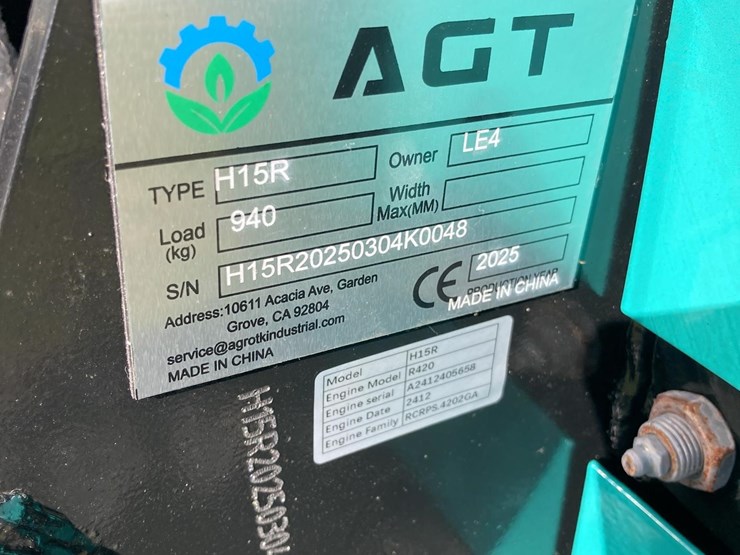 AGT
TYPE H15R Owner LE4
Load (kg) 940 Width Max(MM)
S/N H15R20250304K0048
2025
PRODUCTION YEAR
MADE IN CHINA
CE
Address:10611 Acacia Ave, Garden
Grove, CA 92804
service@agrotkindustrial.com
MADE IN CHINA
Model H15R
Engine Model R420
Engine serial A2412405658
Engine Date 2412
Engine Family RCRPS.4202GA
H15R2025030